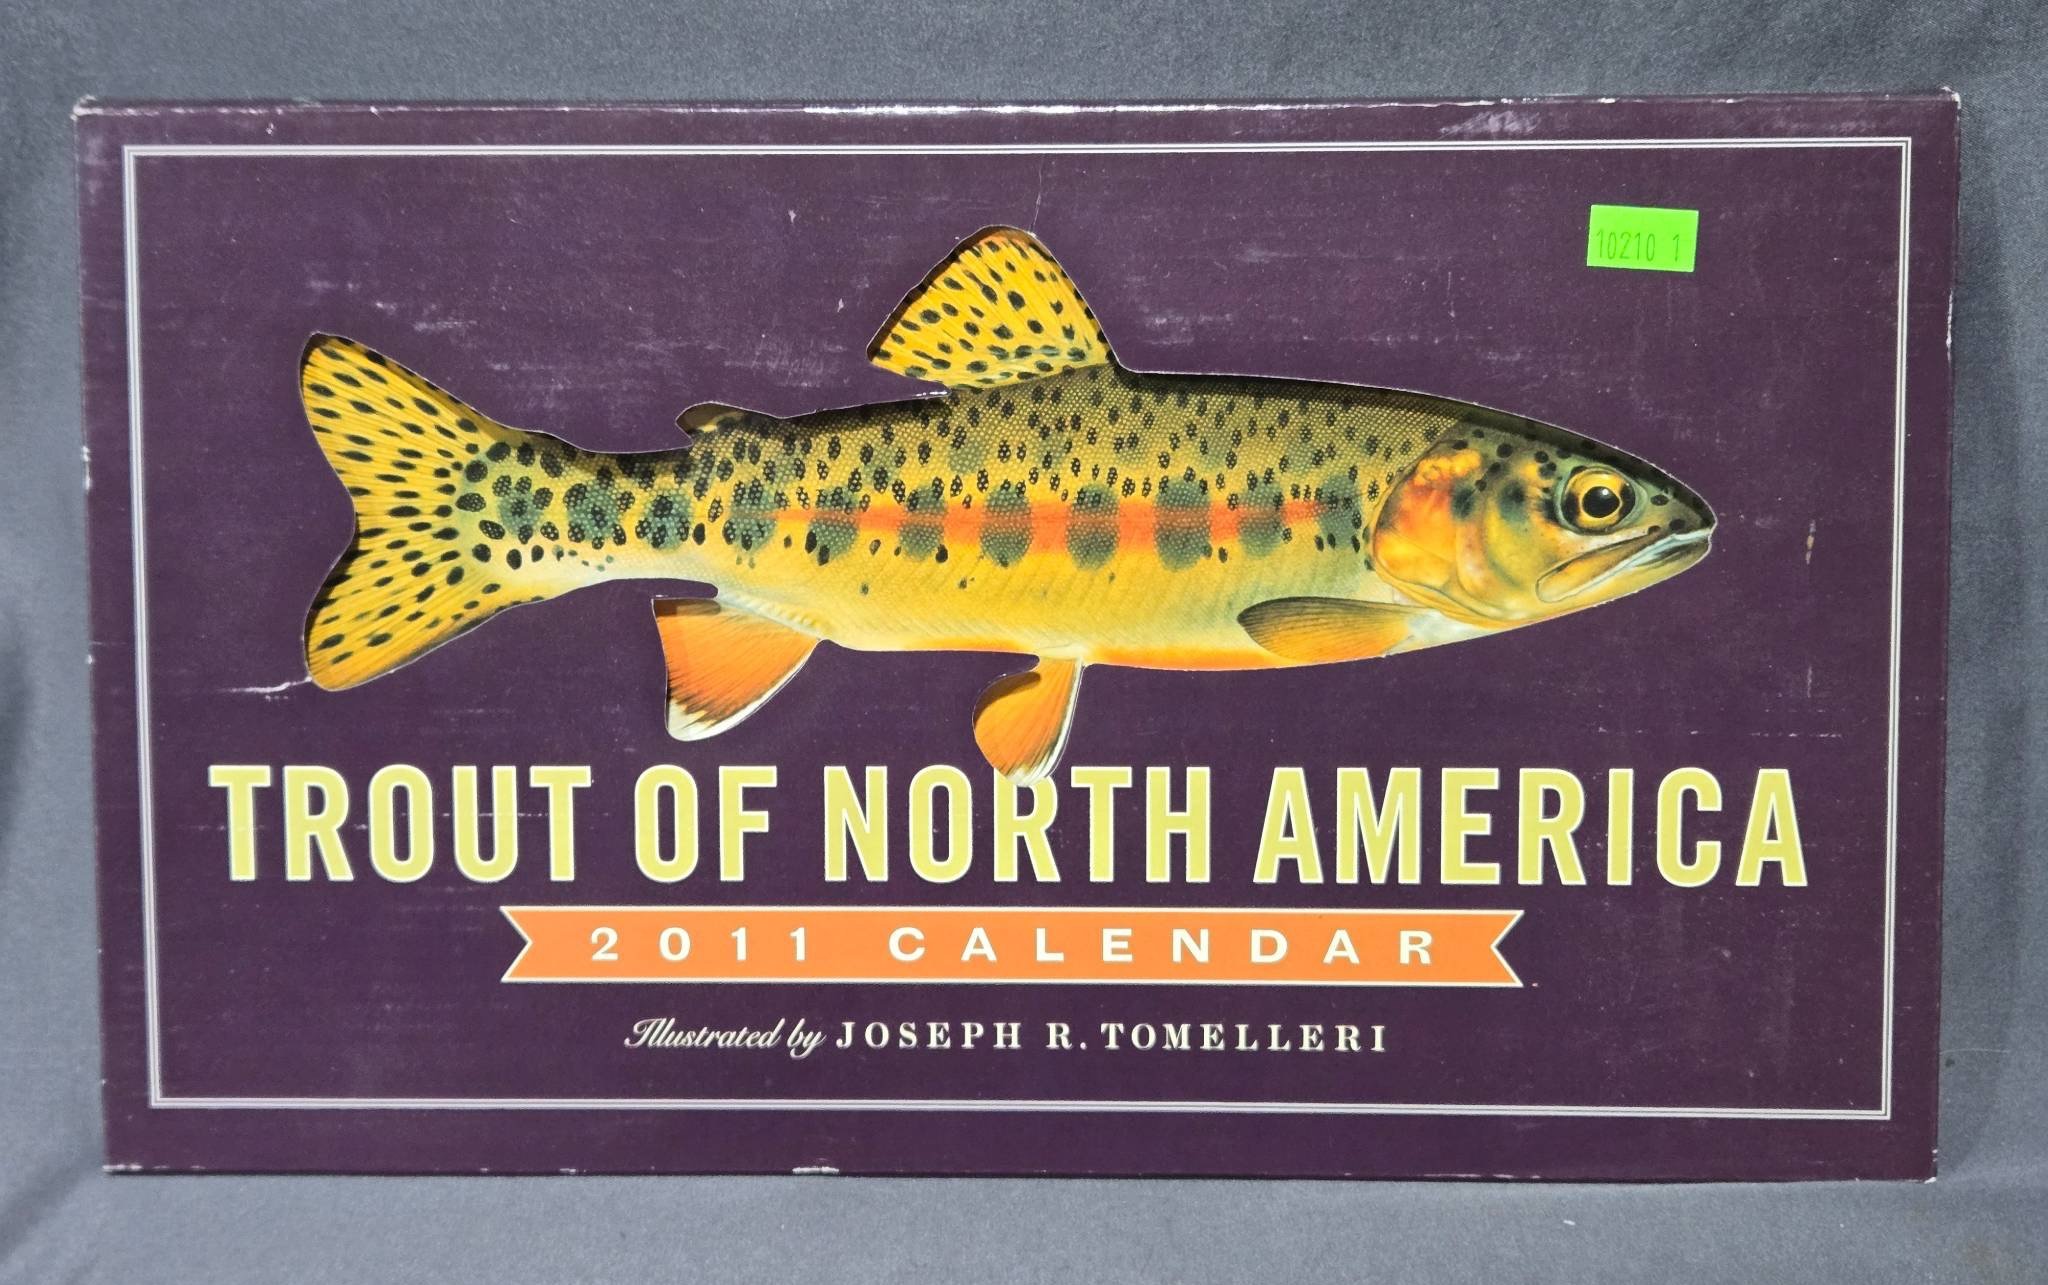 10210 1
TROUT OF NORTH AMERICA
2011 CALENDAR
Illustrated by JOSEPH R. TOMELLERI